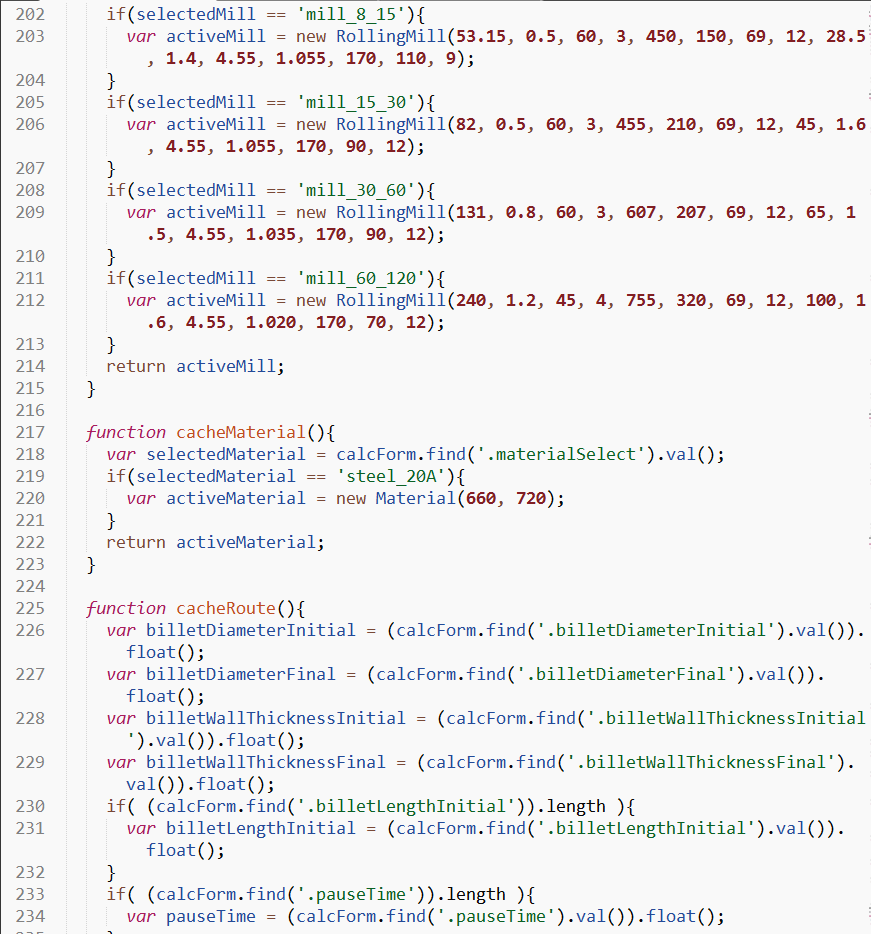 202 if(selectedMill == 'mill_8_15'){
203 var activeMill = new RollingMill(53.15, 0.5, 60, 3, 450, 150, 69, 12, 28.5
, 1.4, 4.55, 1.055, 170, 110, 9);
204 }
205 if(selectedMill == 'mill_15_30'){
206 var activeMill = new RollingMill(82, 0.5, 60, 3, 455, 210, 69, 12, 45, 1.6
, 4.55, 1.055, 170, 90, 12);
207 }
208 if(selectedMill == 'mill_30_60'){
209 var activeMill = new RollingMill(131, 0.8, 60, 3, 607, 207, 69, 12, 65, 1
.5, 4.55, 1.035, 170, 90, 12);
210 }
211 if(selectedMill == 'mill_60_120'){
212 var activeMill = new RollingMill(240, 1.2, 45, 4, 755, 320, 69, 12, 100, 1
.6, 4.55, 1.020, 170, 70, 12);
213 }
214 return activeMill;
215 }
216
217 function cacheMaterial(){
218 var selectedMaterial = calcForm.find('.materialSelect').val();
219 if(selectedMaterial == 'steel_20A'){
220 var activeMaterial = new Material(660, 720);
221 }
222 return activeMaterial;
223 }
224
225 function cacheRoute(){
226 var billetDiameterInitial = (calcForm.find('.billetDiameterInitial').val()).
float();
227 var billetDiameterFinal = (calcForm.find('.billetDiameterFinal').val()).
float();
228 var billetWallThicknessInitial = (calcForm.find('.billetWallThicknessInitial
').val()).float();
229 var billetWallThicknessFinal = (calcForm.find('.billetWallThicknessFinal').
val()).float();
230 if( (calcForm.find('.billetLengthInitial')).length ){
231 var billetLengthInitial = (calcForm.find('.billetLengthInitial').val()).
float();
232 }
233 if( (calcForm.find('.pauseTime')).length ){
234 var pauseTime = (calcForm.find('.pauseTime').val()).float();